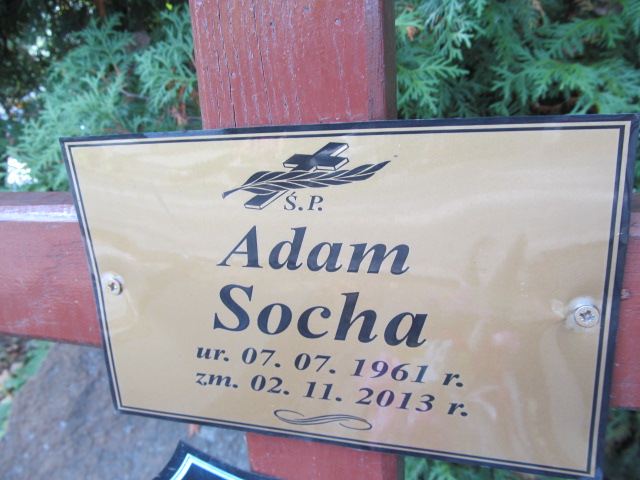 Ś.P.
Adam
Socha
ur. 07. 07. 1961 r.
zm. 02. 11. 2013 r.